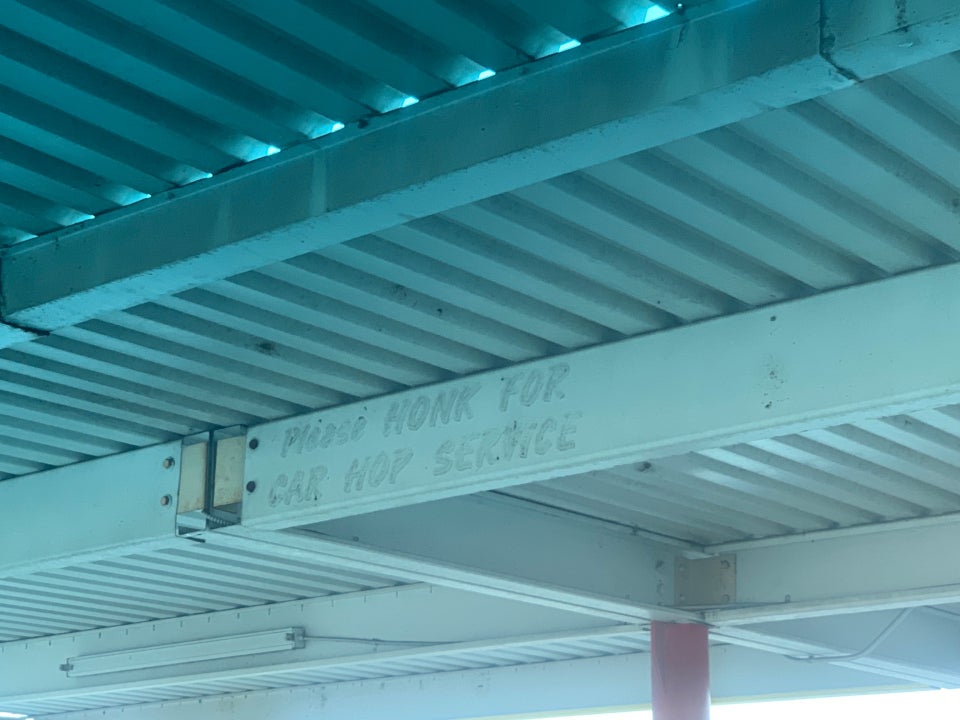 Please HONK FOR
CAR HOP SERVICE